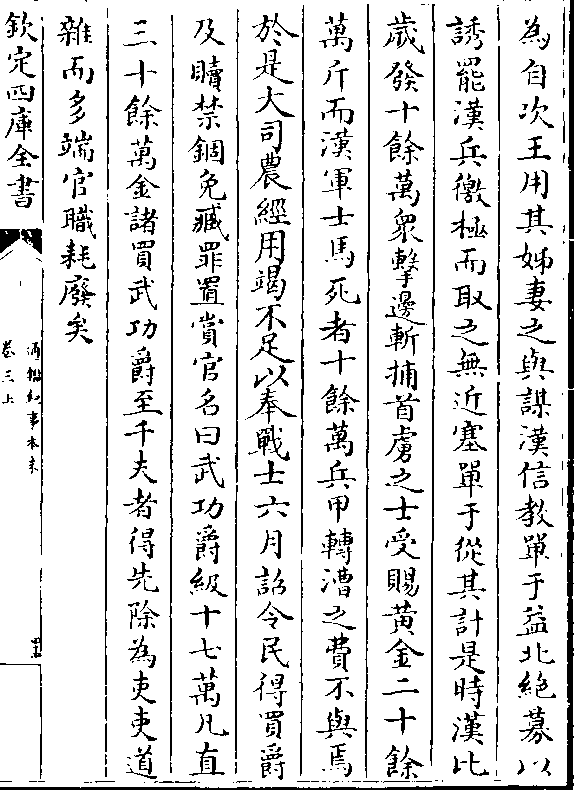 為自次王用其姊妻之與謀漢信教單于益北絶幕以
誘罷漢兵徼極而取之無近塞單于從其計是時漢比
歲發十餘萬衆擊邊斬捕首虜之士受賜黄金二十餘
萬斤而漢軍士馬死者十餘萬兵甲轉漕之費不與焉
於是大司農經用竭不足以奉戰士六月詔令民得買爵
及贖禁錮免臧罪置賞官名曰武功爵級十七萬凡直
三十餘萬金諸買武功爵至千夫者得先除為吏吏道
雜而多端官職耗廢矣
欽定四庫全書
通鑑紀事本末
卷三上